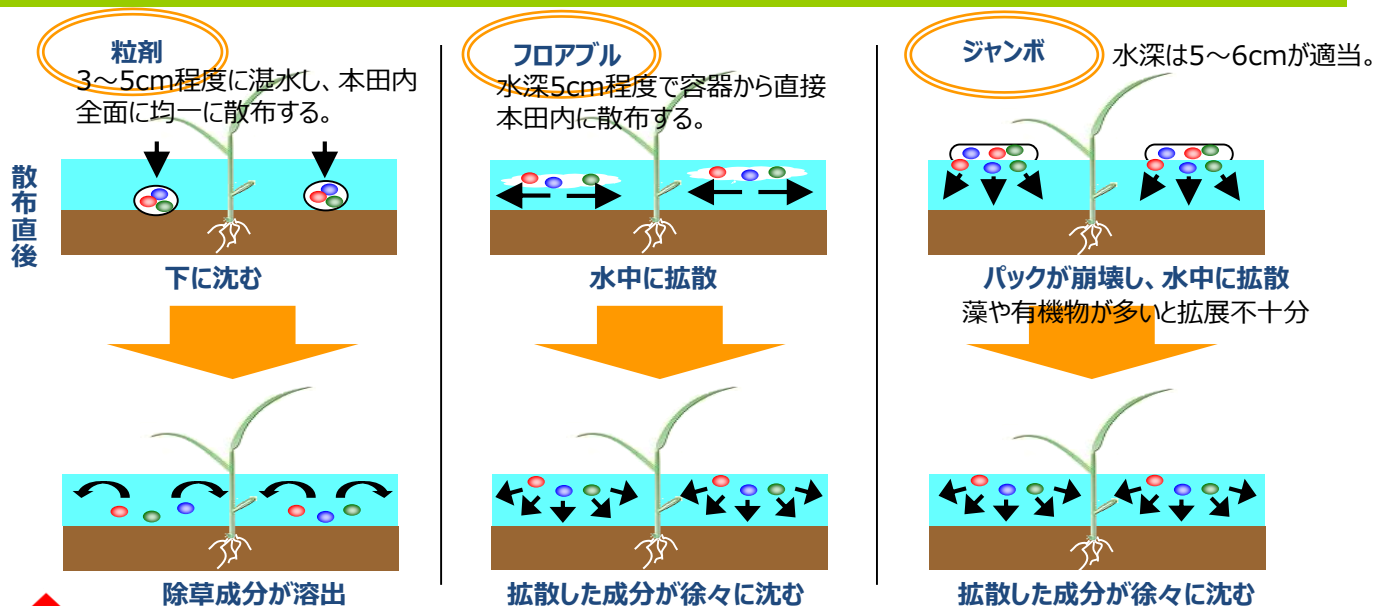 粒剤
3～5cm程度に湛水し、本田内
全面に均一に散布する。
フロアブル
水深5cm程度で容器から直接
本田内に散布する。
ジャンボ
水深は5～6cmが適当。
散布直後
下に沈む
水中に拡散
パックが崩壊し、水中に拡散
藻や有機物が多いと拡展不十分
除草成分が溶出
拡散した成分が徐々に沈む
拡散した成分が徐々に沈む